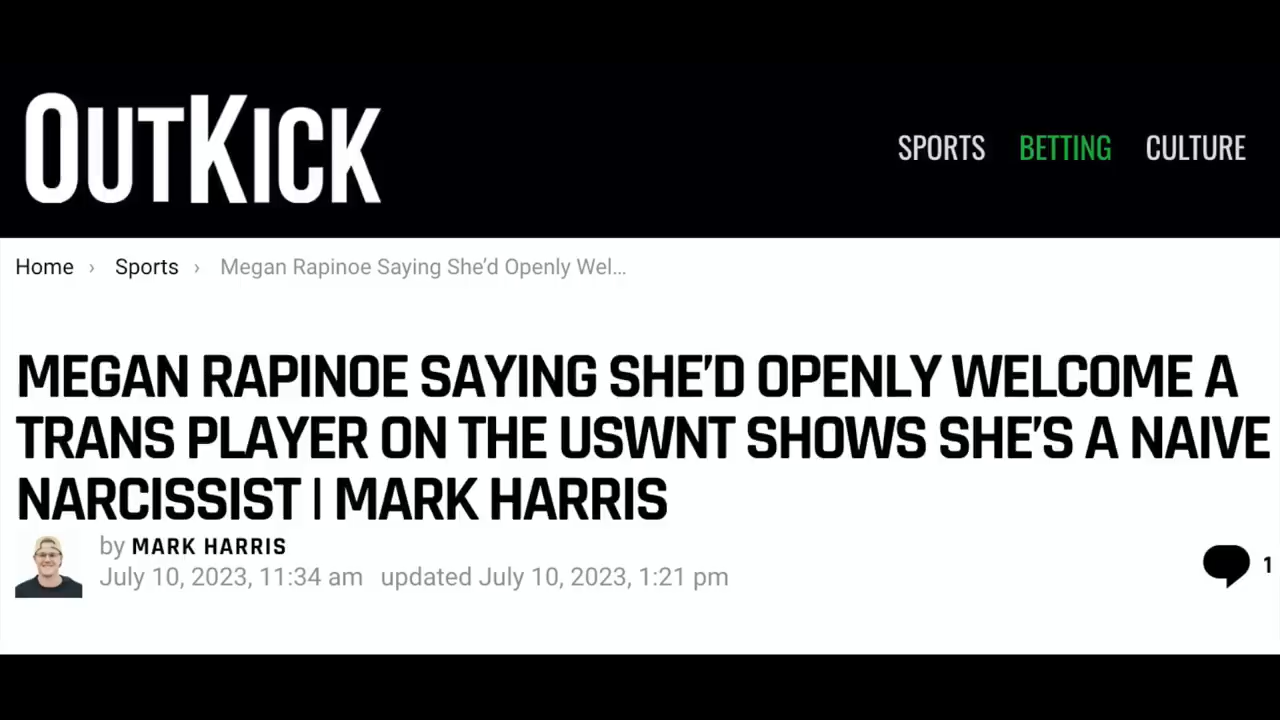 OUTKICK
SPORTS BETTING CULTURE
Home › Sports › Megan Rapinoe Saying She'd Openly Wel...
MEGAN RAPINOE SAYING SHE'D OPENLY WELCOME A
TRANS PLAYER ON THE USWNT SHOWS SHE'S A NAIVE
NARCISSIST | MARK HARRIS
by MARK HARRIS
July 10, 2023, 11:34 am updated July 10, 2023, 1:21 pm
1